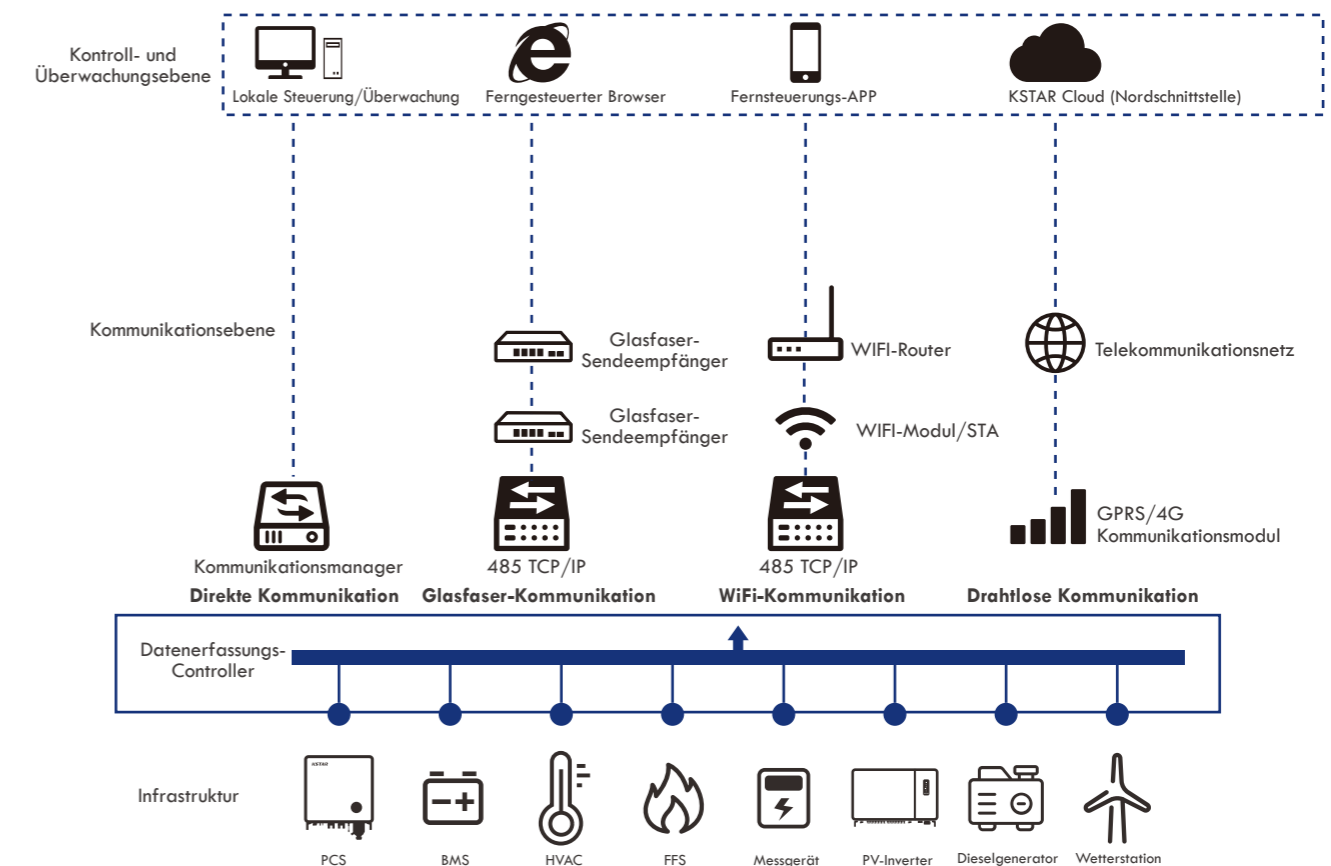 Kontroll- und
Überwachungsebene
Lokale Steuerung/Überwachung
Ferngesteuerter Browser
Fernsteuerungs-APP
KSTAR Cloud (Nordschnittstelle)
Kommunikationsebene
Glasfaser-
Sendeempfänger
WIFI-Router
Telekommunikationsnetz
Glasfaser-
Sendeempfänger
WIFI-Modul/STA
GPRS/4G
Kommunikationsmodul
Kommunikationsmanager
485 TCP/IP
485 TCP/IP
Direkte Kommunikation
Glasfaser-Kommunikation
WiFi-Kommunikation
Drahtlose Kommunikation
Datenerfassungs-
Controller
Infrastruktur
KSTAR
PCS
BMS
HVAC
FFS
Messgerät
PV-Inverter
Dieselgenerator
Wetterstation